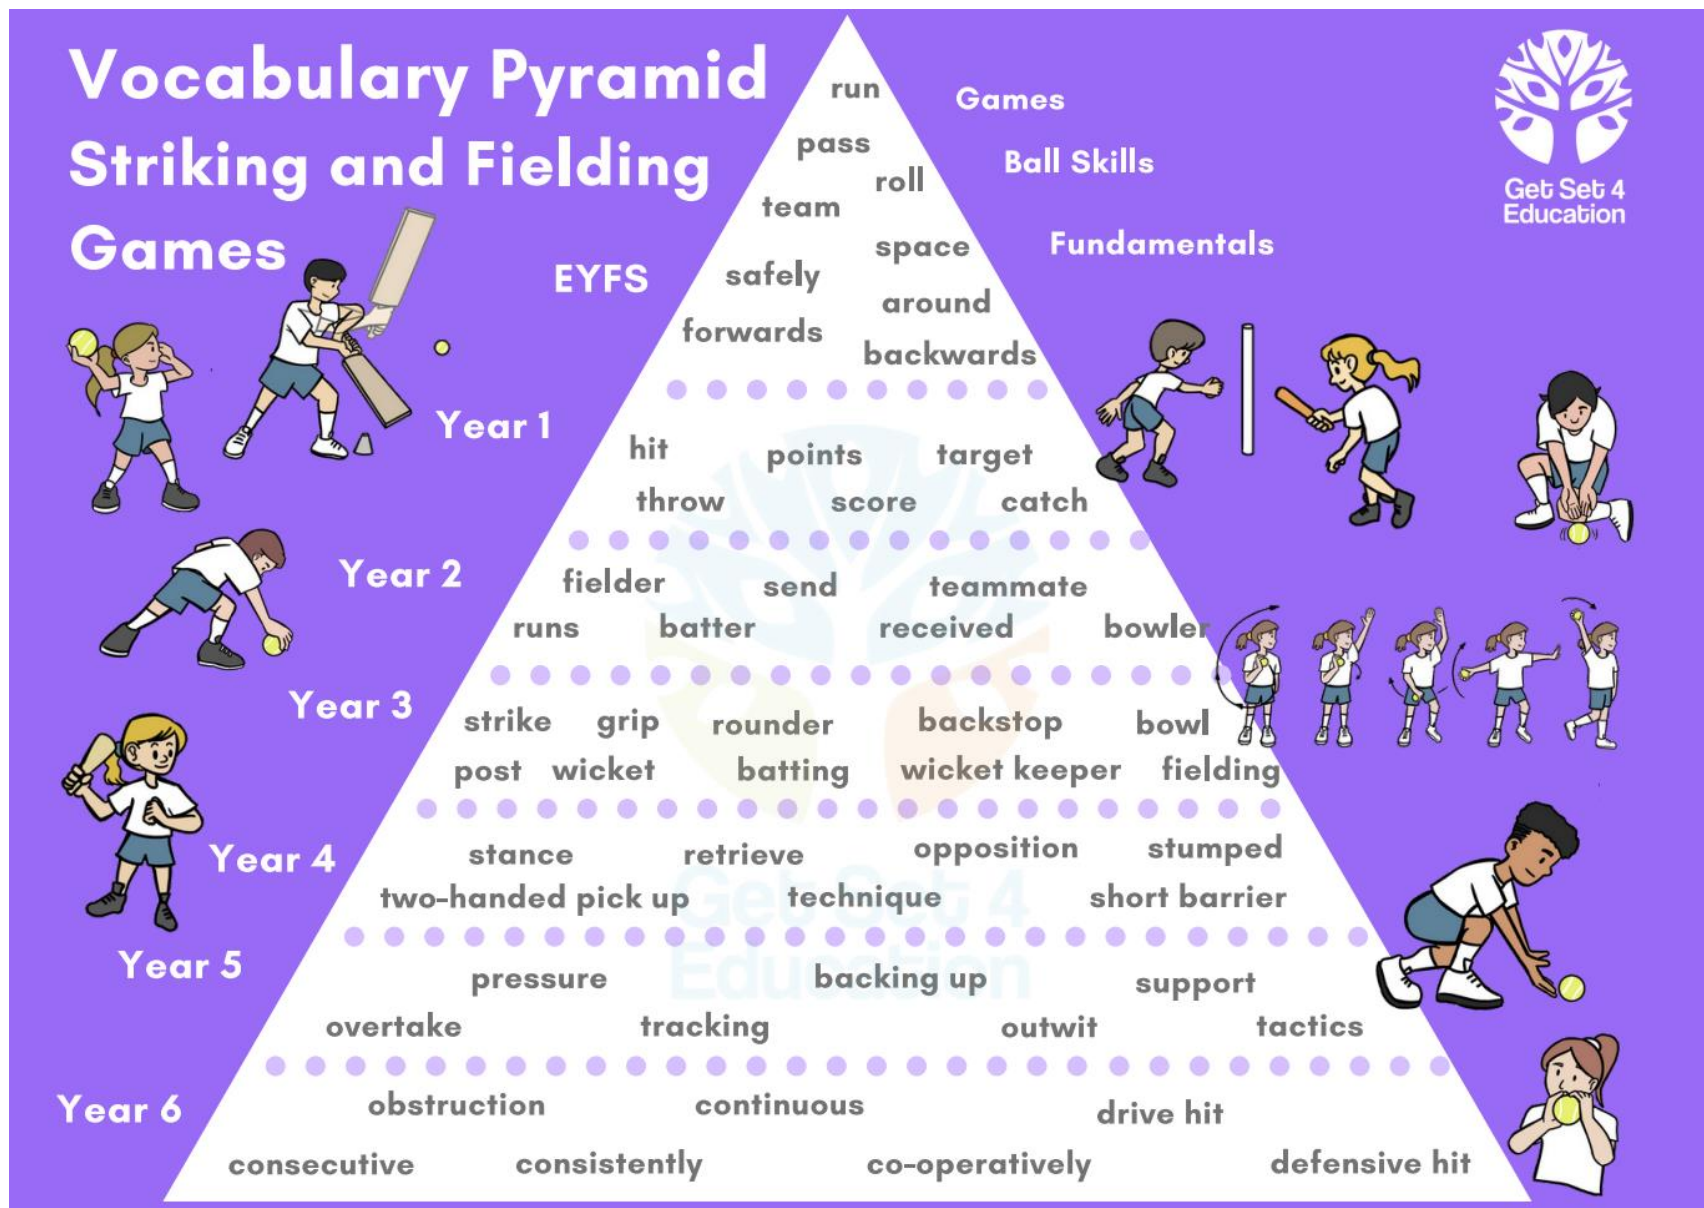 Vocabulary Pyramid
Striking and Fielding
Games
Get Set 4
Education
EYFS
Games
Ball Skills
Fundamentals
run
pass
roll
team
space
safely
around
forwards
backwards
Year 1
hit points target
throw score catch
Year 2
fielder send teammate
runs batter received bowler
Year 3
strike grip rounder backstop bowl
post wicket batting wicket keeper fielding
Year 4
stance retrieve opposition stumped
two-handed pick up technique short barrier
Get Set 4
Education
Year 5
pressure backing up support
overtake tracking outwit tactics
Year 6
obstruction continuous drive hit
consecutive consistently co-operatively defensive hit